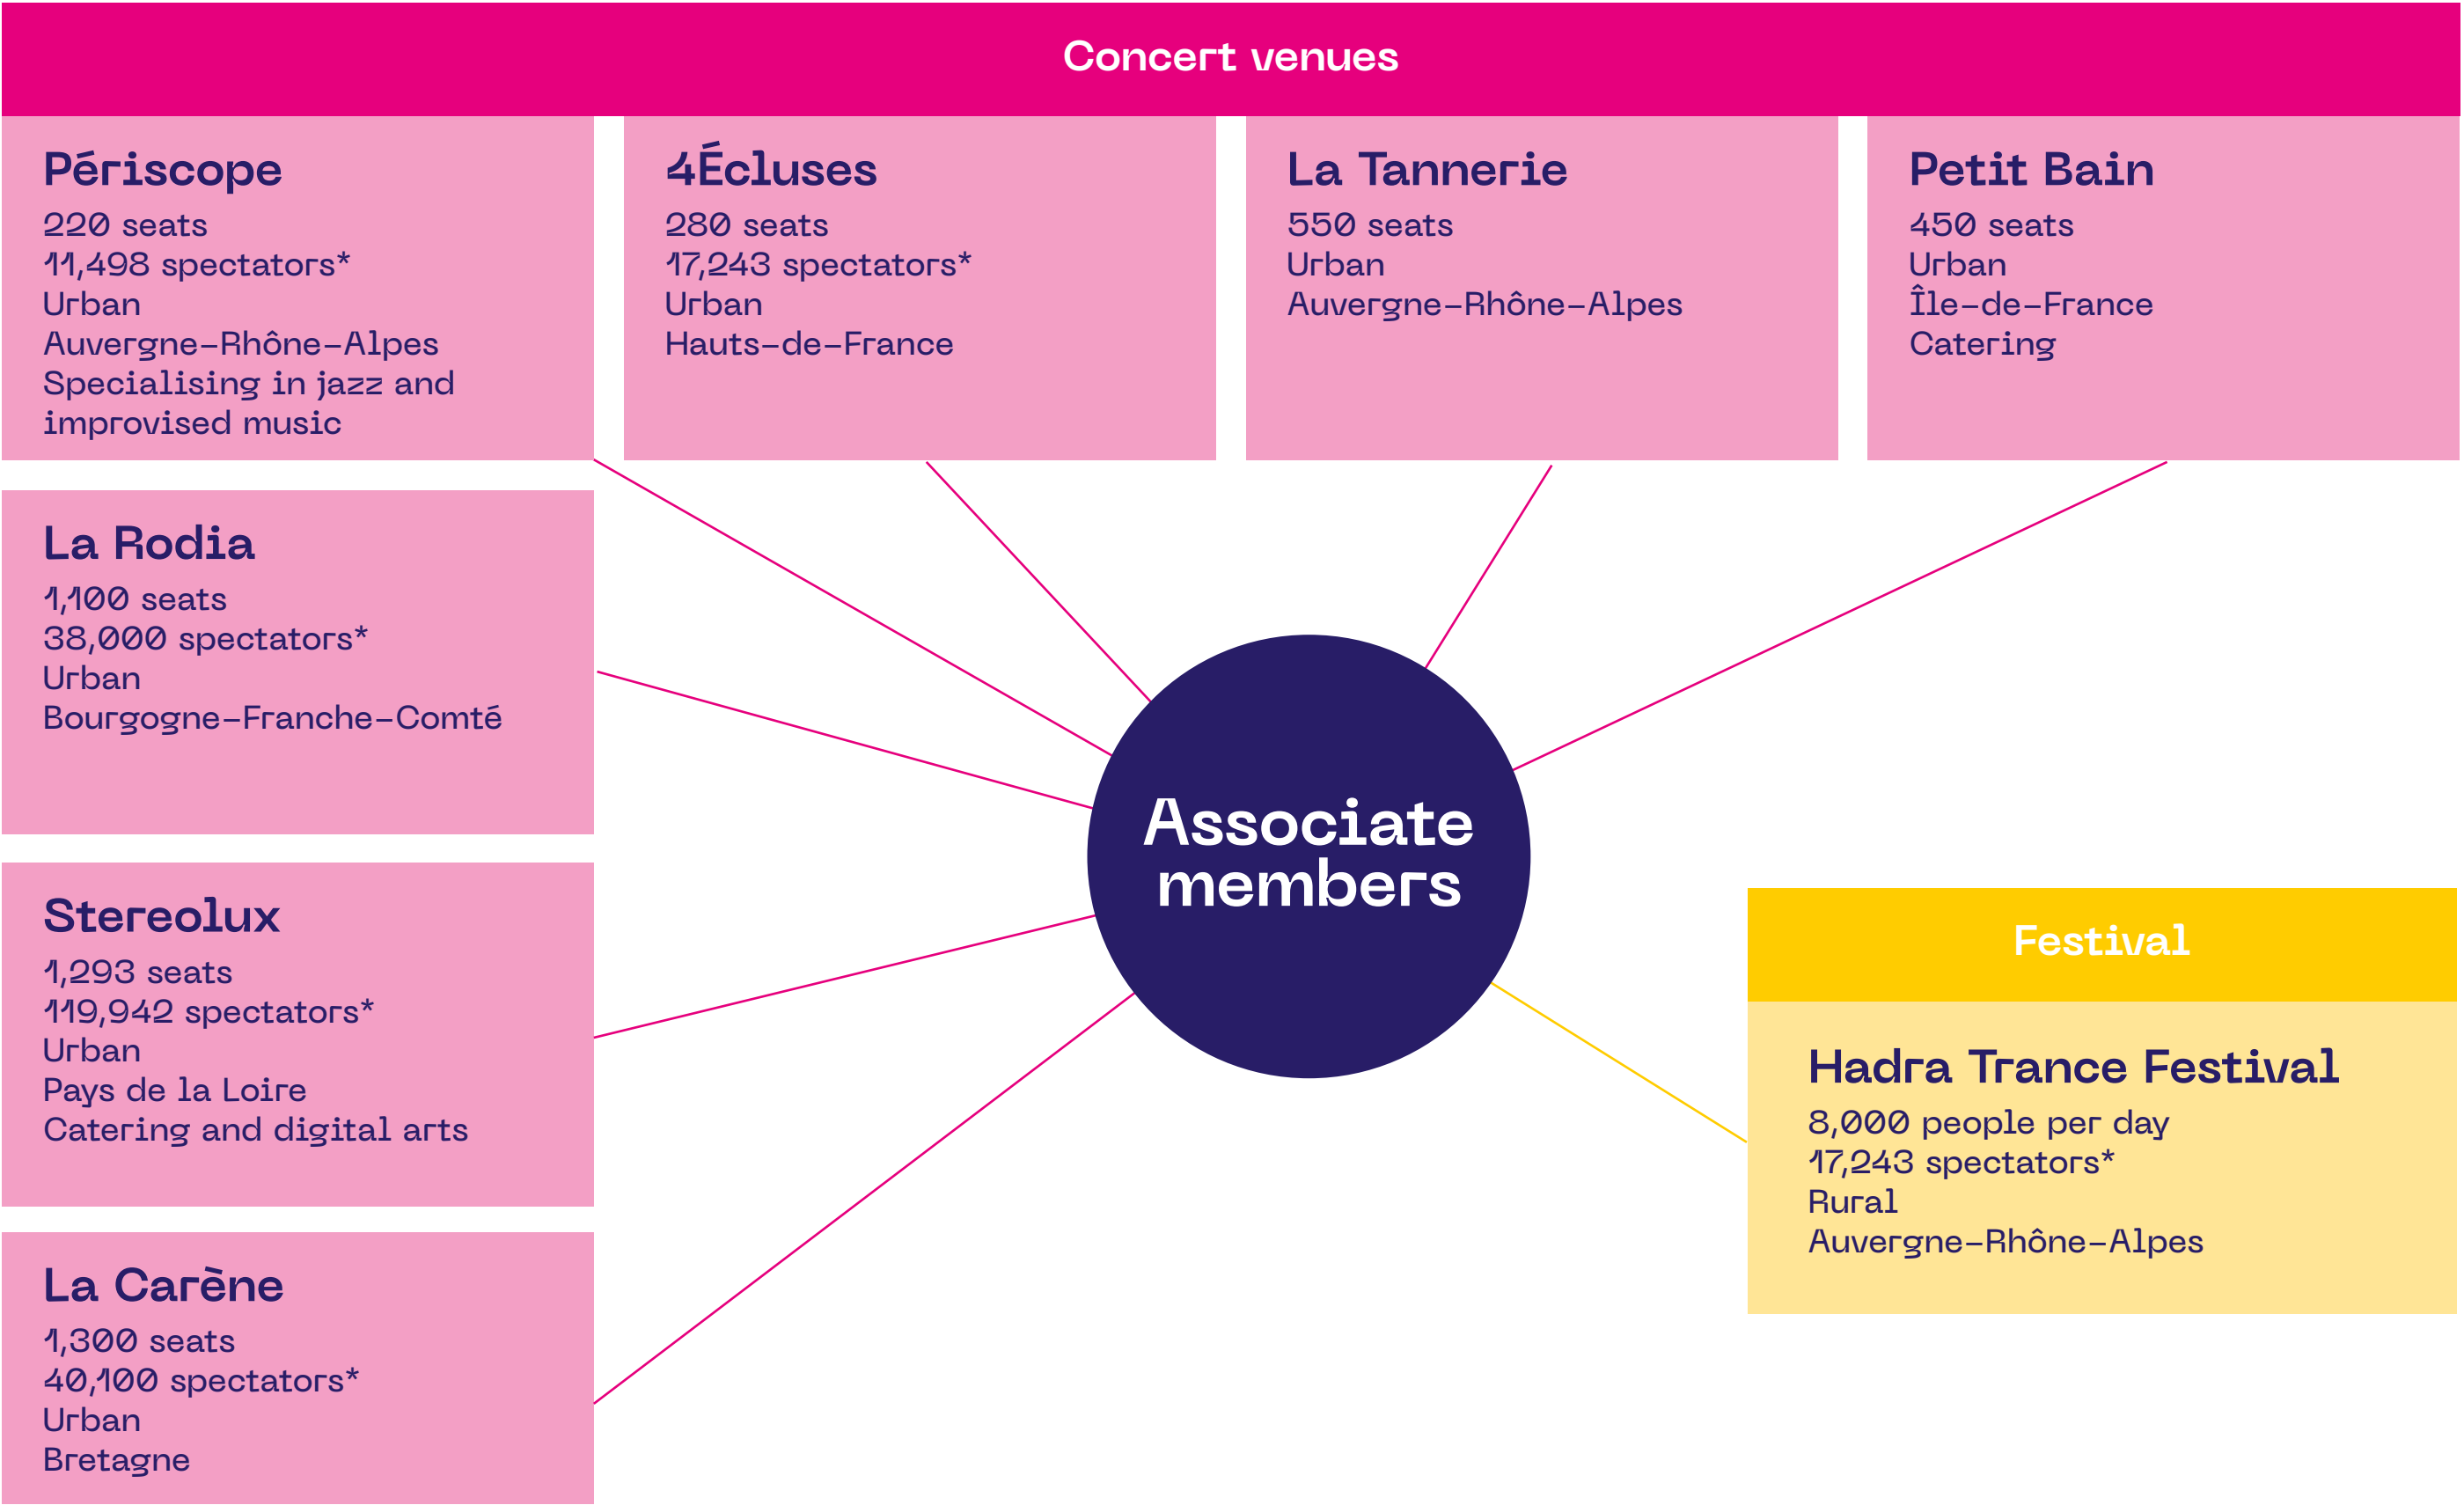 Concert venues
Périscope
220 seats
11,498 spectators*
Urban
Auvergne–Rhône–Alpes
Specialising in jazz and
improvised music
4Écluses
280 seats
17,243 spectators*
Urban
Hauts–de–France
La Tannerie
550 seats
Urban
Auvergne–Rhône–Alpes
Petit Bain
450 seats
Urban
Île–de–France
Catering
La Rodia
1,100 seats
38,000 spectators*
Urban
Bourgogne–Franche–Comté
Stereolux
1,293 seats
119,942 spectators*
Urban
Pays de la Loire
Catering and digital arts
La Carène
1,300 seats
40,100 spectators*
Urban
Bretagne
Associate
members
Festival
Hadra Trance Festival
8,000 people per day
17,243 spectators*
Rural
Auvergne–Rhône–Alpes